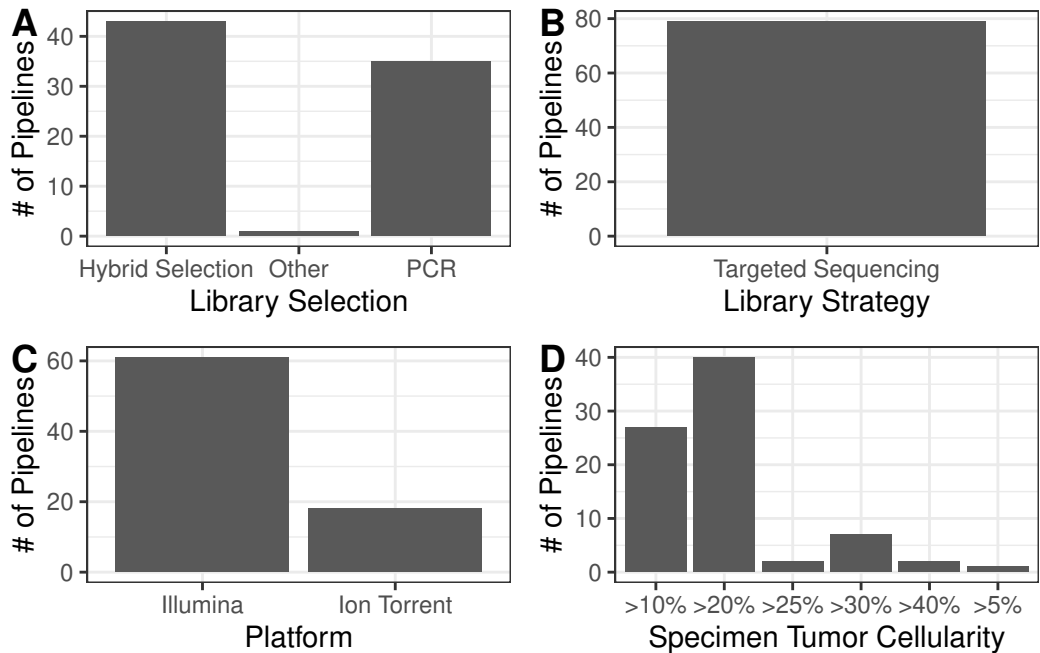 A
# of Pipelines
40
30
20
10
0
Hybrid Selection Other PCR
Library Selection
B
# of Pipelines
80
60
40
20
0
Targeted Sequencing
Library Strategy
C
# of Pipelines
60
40
20
0
Illumina Ion Torrent
Platform
D
# of Pipelines
40
30
20
10
0
>10% >20% >25% >30% >40% >5%
Specimen Tumor Cellularity